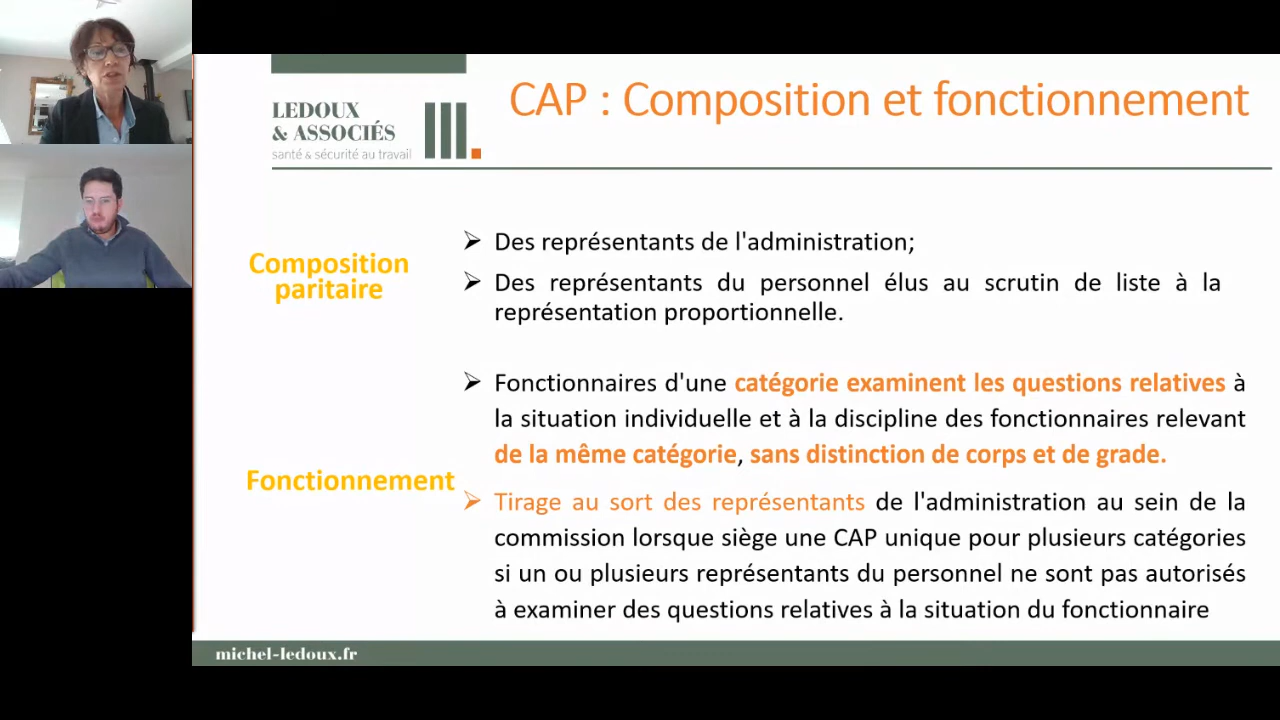 LEDOUX
& ASSOCIÉS
santé & sécurité au travail
CAP : Composition et fonctionnement
Composition
paritaire
Des représentants de l'administration;
Des représentants du personnel élus au scrutin de liste à la
représentation proportionnelle.
Fonctionnement
Fonctionnaires d'une catégorie examinent les questions relatives à
la situation individuelle et à la discipline des fonctionnaires relevant
de la même catégorie, sans distinction de corps et de grade.
Tirage au sort des représentants de l'administration au sein de la
commission lorsque siège une CAP unique pour plusieurs catégories
si un ou plusieurs représentants du personnel ne sont pas autorisés
à examiner des questions relatives à la situation du fonctionnaire
michel-ledoux.fr